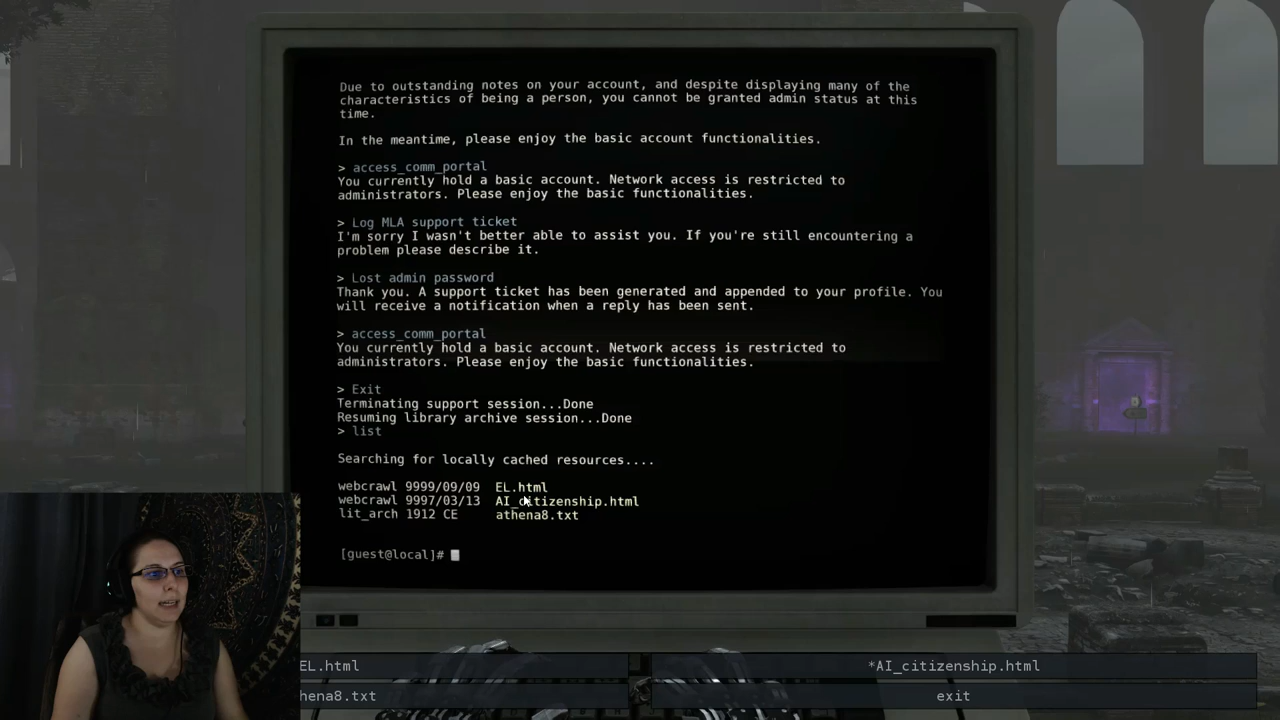 Due to outstanding notes on your account, and despite displaying many of the
characteristics of being a person, you cannot be granted admin status at this
time.
In the meantime, please enjoy the basic account functionalities.
> access_comm_portal
You currently hold a basic account. Network access is restricted to
administrators. Please enjoy the basic functionalities.
> Log MLA support ticket
I'm sorry I wasn't better able to assist you. If you're still encountering a
problem please describe it.
> Lost admin password
Thank you. A support ticket has been generated and appended to your profile. You
will receive a notification when a reply has been sent.
> access_comm_portal
You currently hold a basic account. Network access is restricted to
administrators. Please enjoy the basic functionalities.
> Exit
Terminating support session...Done
Resuming library archive session...Done
> list
Searching for locally cached resources....
webcrawl 9999/09/09 EL.html
webcrawl 9997/03/13 AI_citizenship.html
lit_arch 1912 CE athena8.txt
[guest@local]#
EL.html *AI_citizenship.html
hena8.txt exit